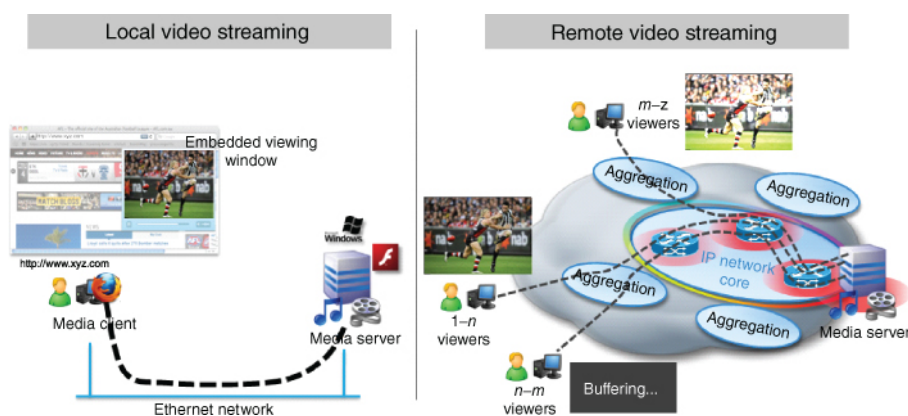 Local video streaming
Embedded viewing
window
Windows
http://www.xyz.com
Media client
Media server
Ethernet network
Remote video streaming
m–z
viewers
Aggregation
Aggregation
IP network
core
Aggregation
Aggregation
Media server
1–n
viewers
n–m
viewers
Buffering...